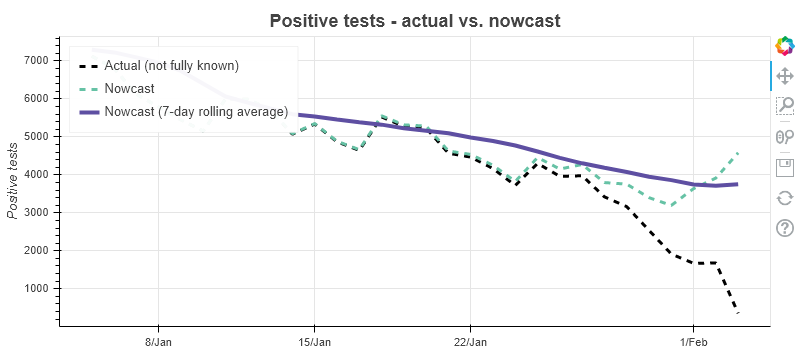 Positive tests - actual vs. nowcast
Actual (not fully known)
Nowcast
Nowcast (7-day rolling average)
Positive tests
7000
6000
5000
4000
3000
2000
1000
8/Jan
15/Jan
22/Jan
1/Feb